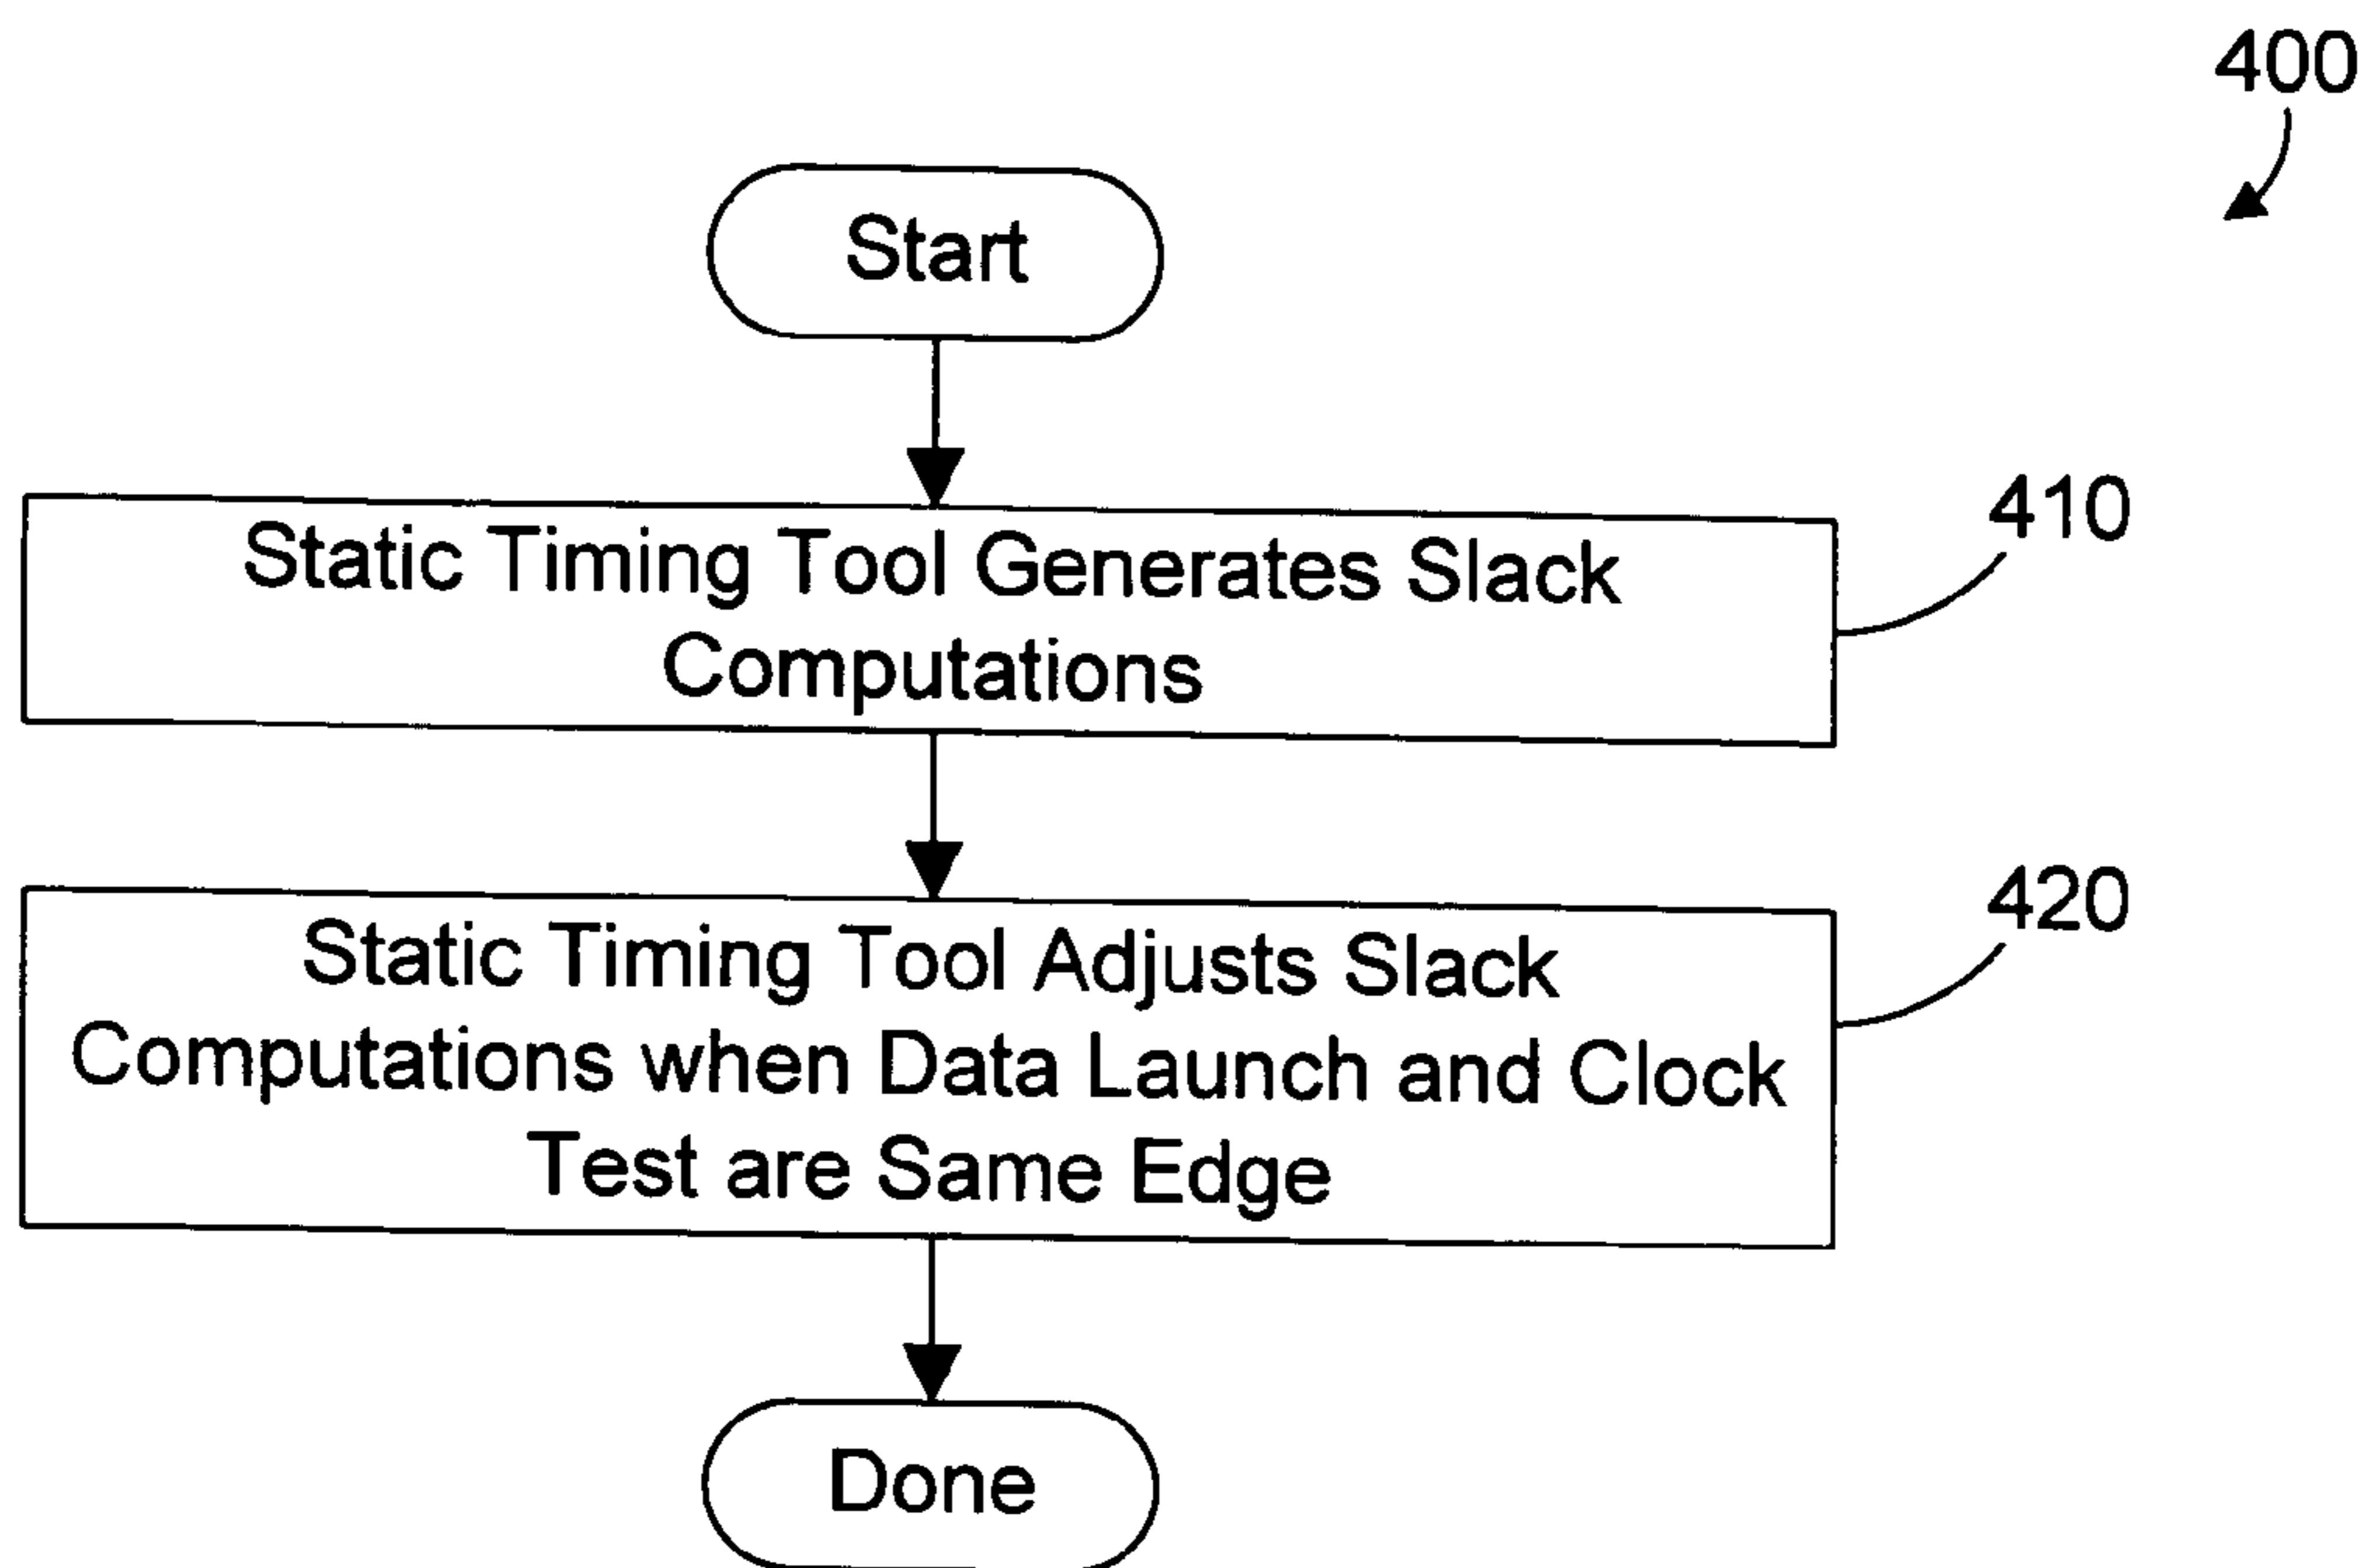 400
Start
Static Timing Tool Generates Slack
Computations
410
Static Timing Tool Adjusts Slack
Computations when Data Launch and Clock
Test are Same Edge
420
Done